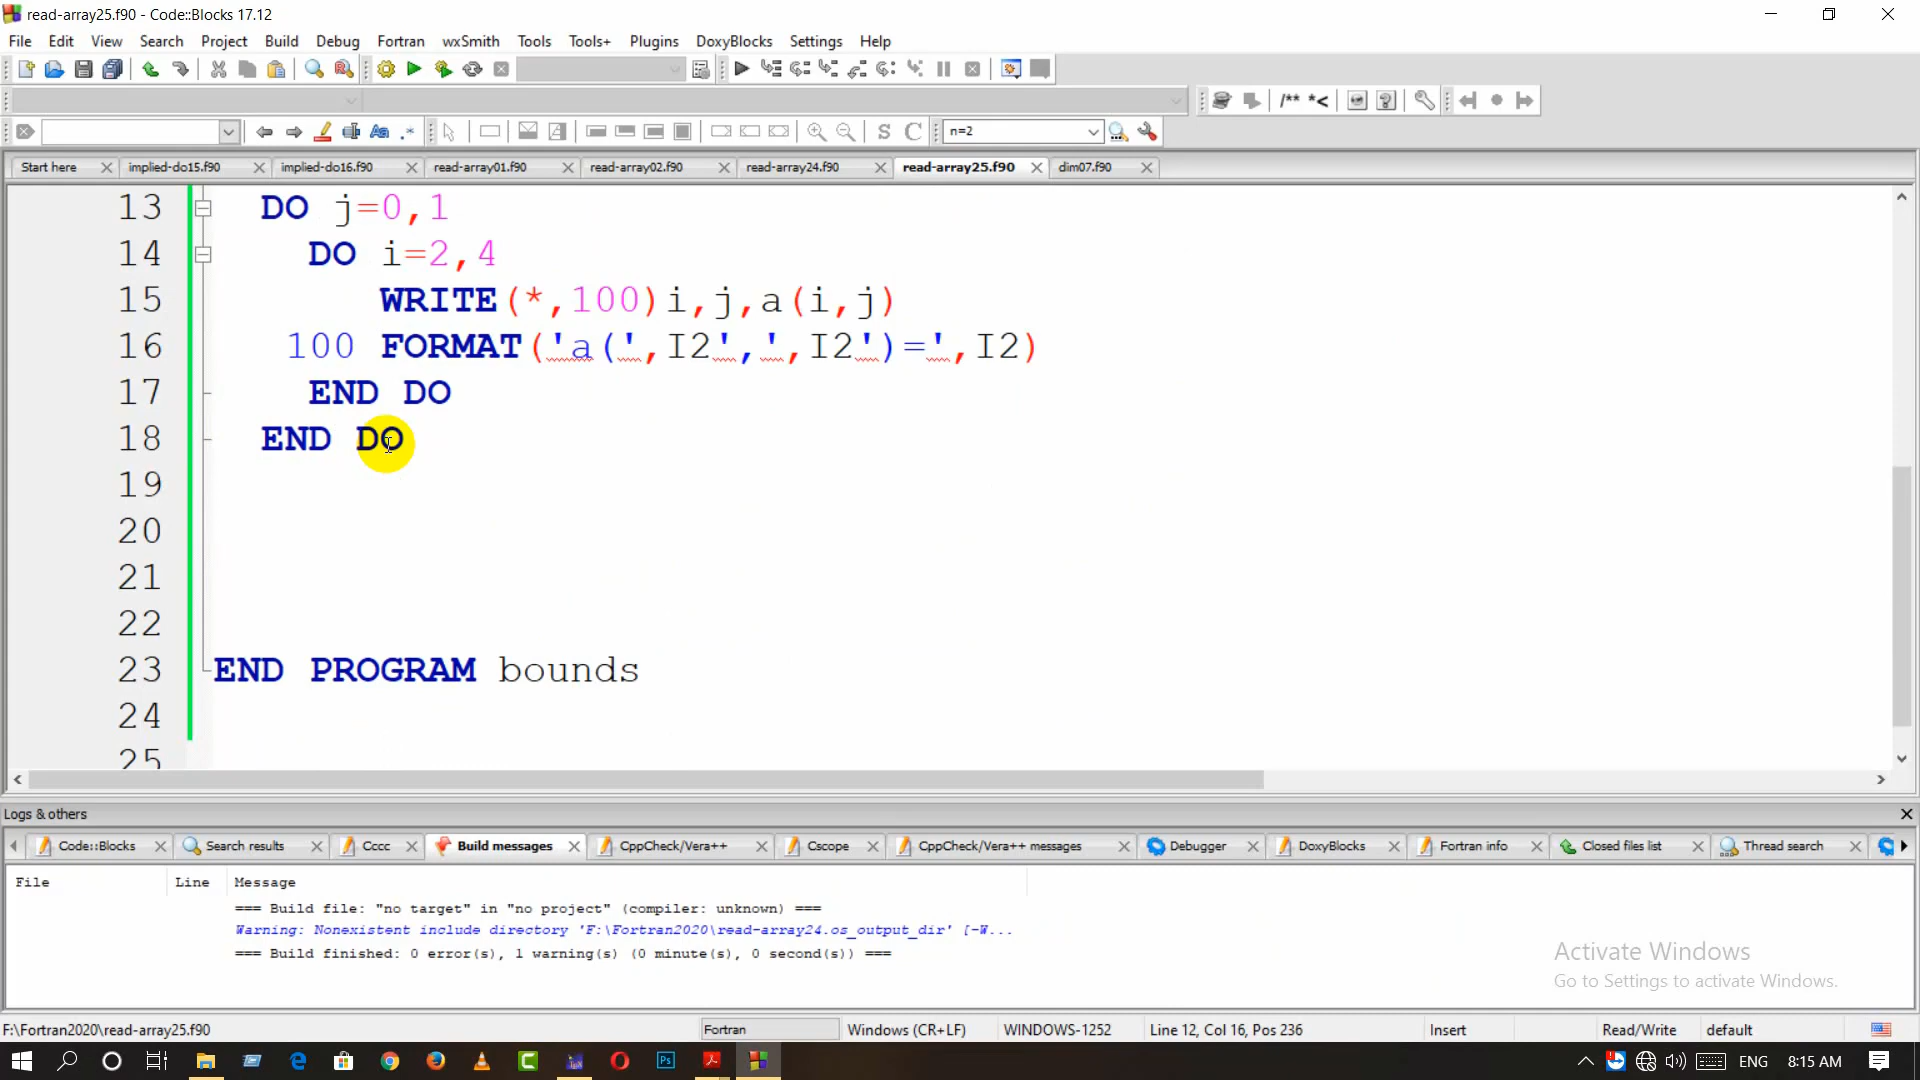 read-array25.f90 - Code::Blocks 17.12
File Edit View Search Project Build Debug Fortran wxSmith Tools Tools+ Plugins DoxyBlocks Settings Help
/** *<
n=2
Start here implied-do15.f90 implied-do16.f90 read-array01.f90 read-array02.f90 read-array24.f90 read-array25.f90 dim07.f90
13 DO j=0,1
14 DO i=2,4
15 WRITE(*,100)i,j,a(i,j)
16 100 FORMAT('a(',I2',',I2')=',I2)
17 END DO
18 END DO
19
20
21
22
23 END PROGRAM bounds
24
25
Logs & others
Code::Blocks Search results Cccc Build messages CppCheck/Vera++ Cscope CppCheck/Vera++ messages Debugger DoxyBlocks Fortran info Closed files list Thread search
File Line Message
=== Build file: "no target" in "no project" (compiler: unknown) ===
Warning: Nonexistent include directory 'F:\Fortran2020\read-array24.os_output_dir' [-W...
=== Build finished: 0 error(s), 1 warning(s) (0 minute(s), 0 second(s)) ===
Activate Windows
Go to Settings to activate Windows.
F:\Fortran2020\read-array25.f90 Fortran Windows (CR+LF) WINDOWS-1252 Line 12, Col 16, Pos 236 Insert Read/Write default
ENG 8:15 AM